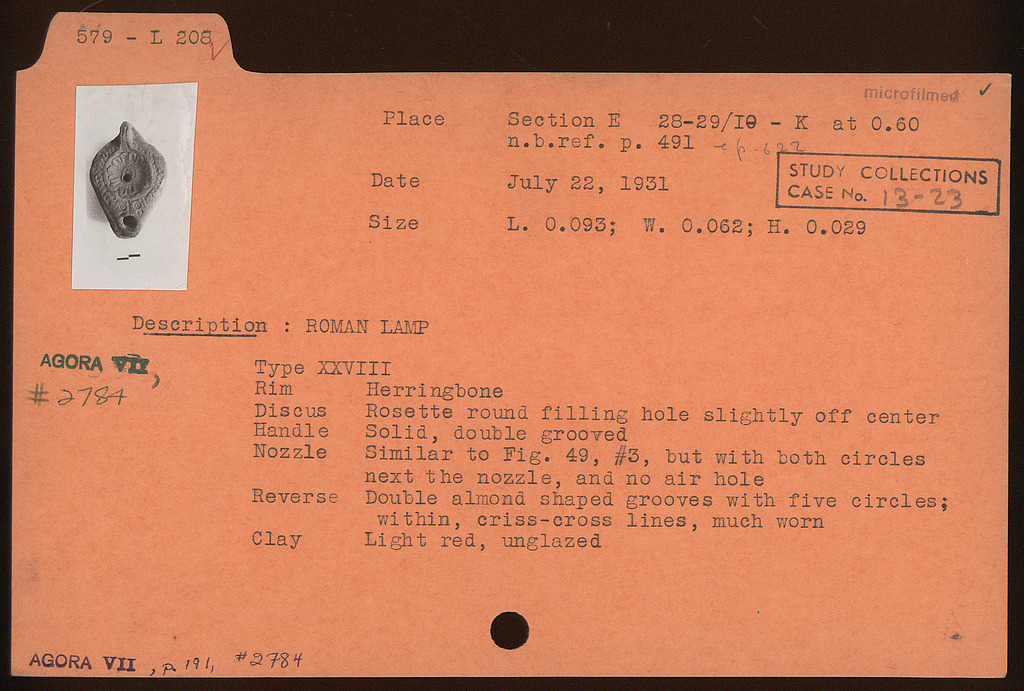 579 - L 208
microfilmed ✓
Place Section E 28-29/IΘ - K at 0.60
n.b.ref. p. 491 p. 622
STUDY COLLECTIONS
CASE No. 13-23
Date July 22, 1931
Size L. 0.093; W. 0.062; H. 0.029
Description : ROMAN LAMP
AGORA VII,
# 2784
Type XXVIII
Rim Herringbone
Discus Rosette round filling hole slightly off center
Handle Solid, double grooved
Nozzle Similar to Fig. 49, #3, but with both circles
next the nozzle, and no air hole
Reverse Double almond shaped grooves with five circles;
within, criss-cross lines, much worn
Clay Light red, unglazed
AGORA VII, p. 191, #2784